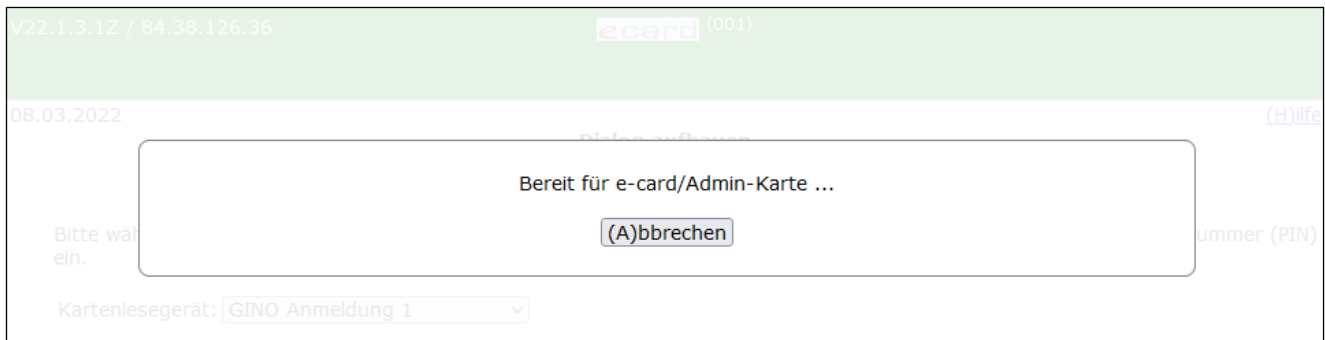 V22.1.3.1Z / 84.38.126.36
ecard (001)
08.03.2022
(H)ilfe
Dialog aufbauen
Bereit für e-card/Admin-Karte ...
(A)bbrechen
Bitte wäh
ummer (PIN)
ein.
Kartenlesegerät: GINO Anmeldung 1